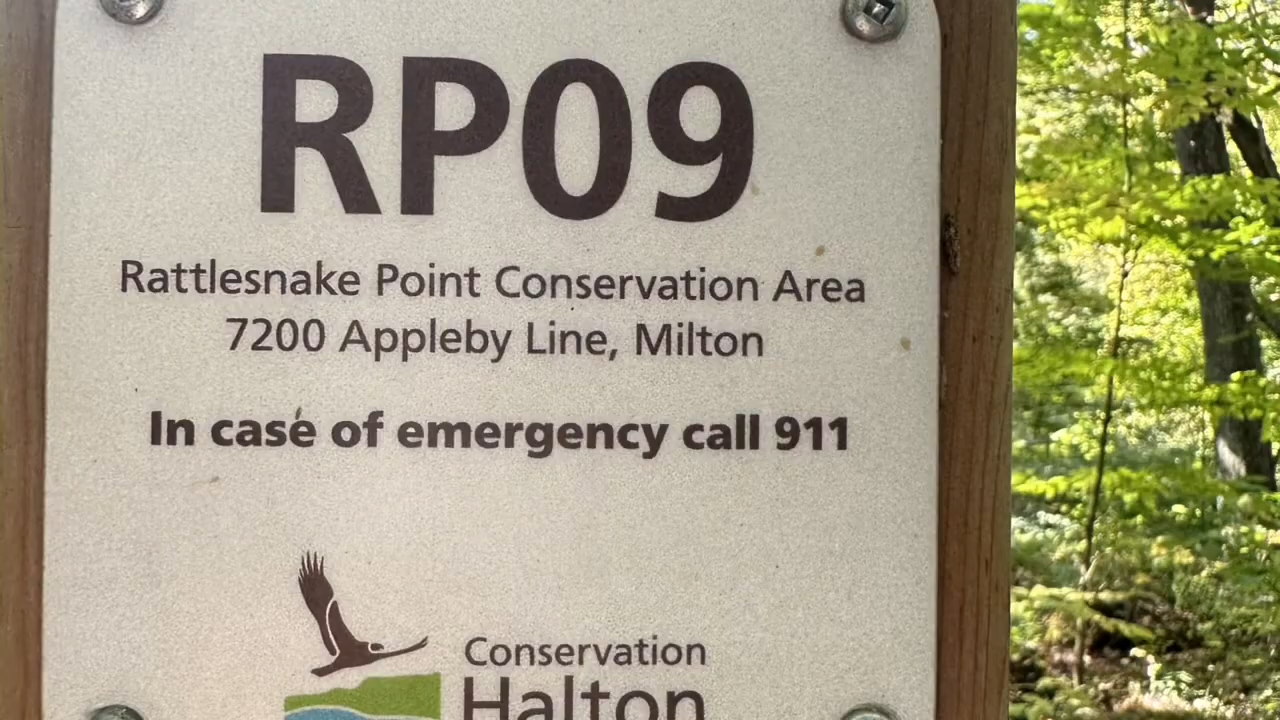 RP09
Rattlesnake Point Conservation Area
7200 Appleby Line, Milton
In case of emergency call 911
Conservation
Halton